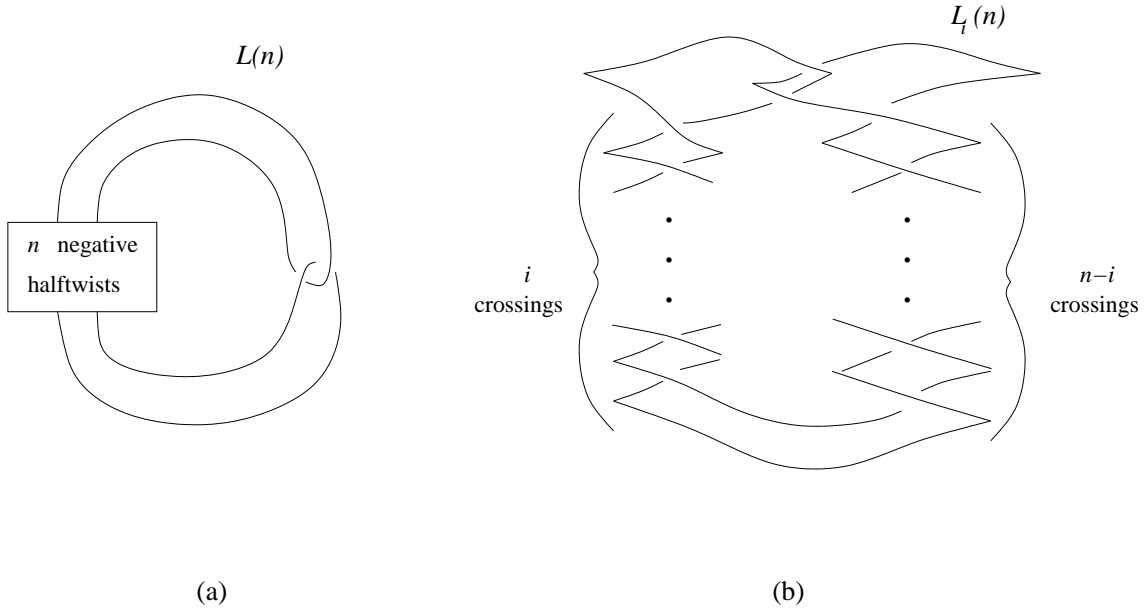 L(n)
n negative
halftwists
(a)
L_i(n)
i
crossings
n−i
crossings
(b)